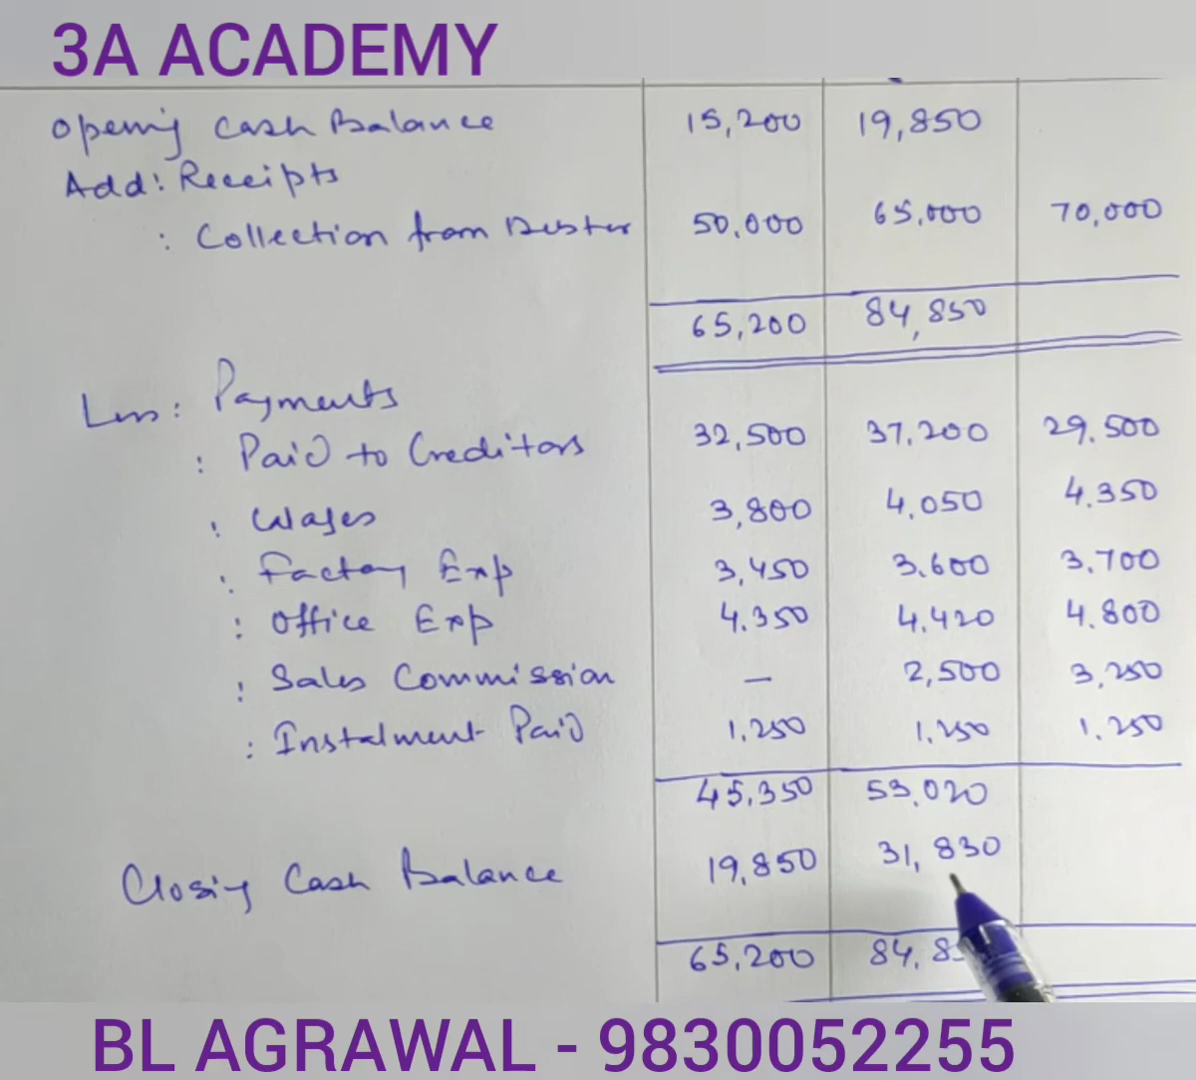 3A ACADEMY
Opening Cash Balance 15,200 19,850
Add: Receipts
: Collection from Debtor 50,000 65,000 70,000
65,200 84,850
Less: Payments
: Paid to Creditors 32,500 37,200 29,500
: Wages 3,800 4,050 4,350
: Factory Exp 3,450 3,600 3,700
: Office Exp 4,350 4,420 4,800
: Sales Commission — 2,500 3,250
: Instalment Paid 1,250 1,250 1,250
45,350 53,020
Closing Cash Balance 19,850 31,830
65,200 84,8
BL AGRAWAL - 9830052255